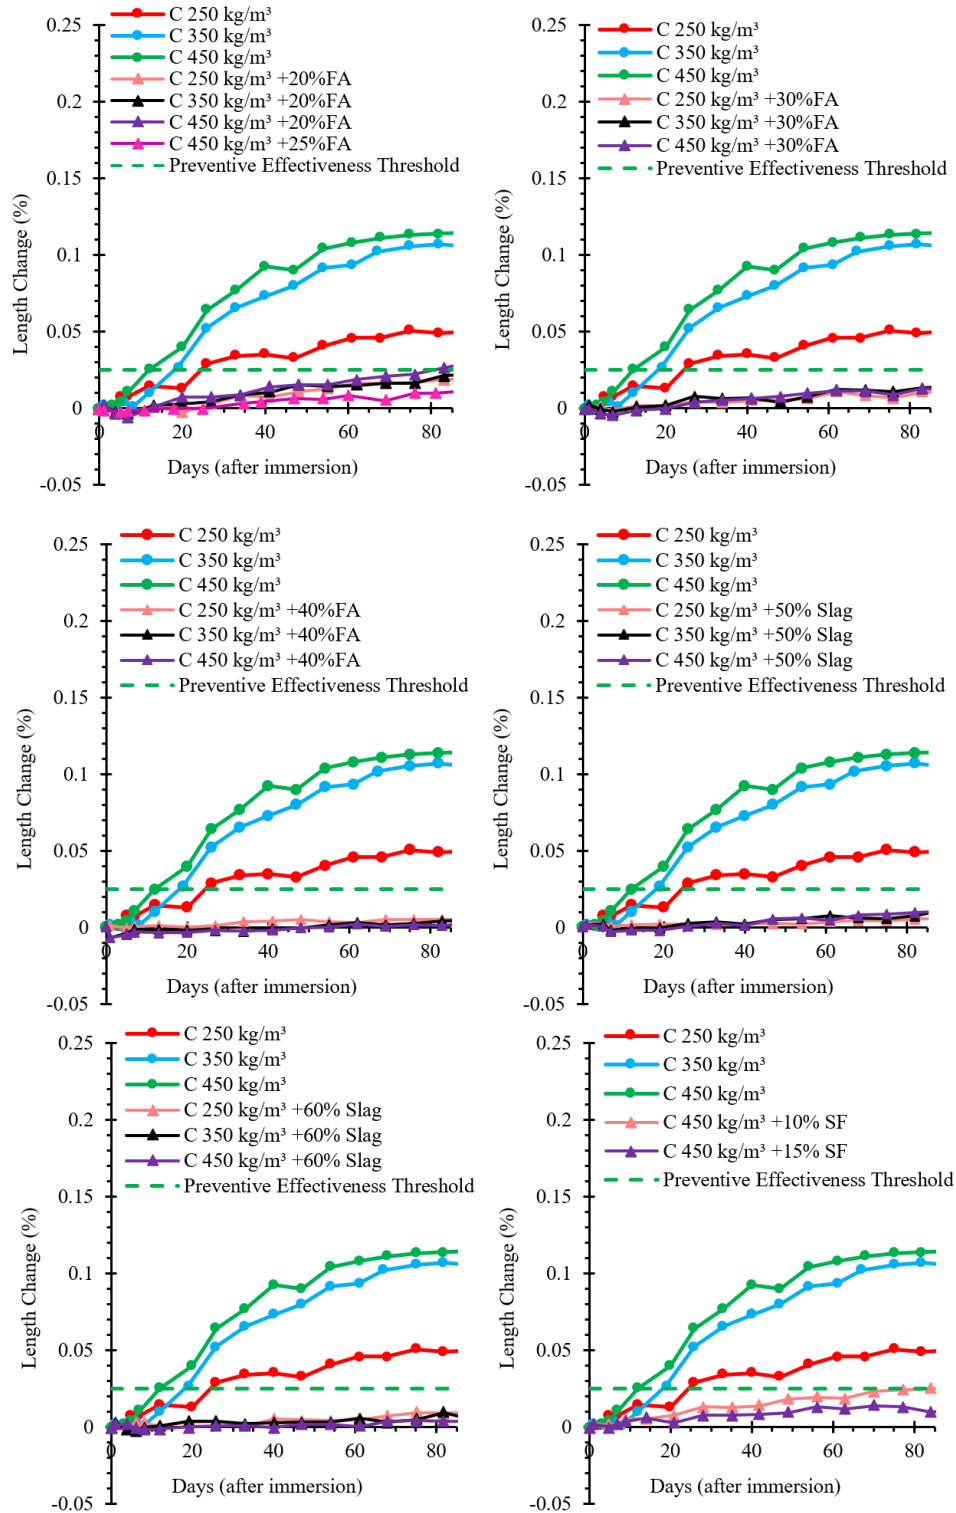 0.25
0.2
0.15
0.1
0.05
0
-0.05
0
20
40
60
80
Length Change (%)
Days (after immersion)
C 250 kg/m³
C 350 kg/m³
C 450 kg/m³
C 250 kg/m³ +20%FA
C 350 kg/m³ +20%FA
C 450 kg/m³ +20%FA
C 450 kg/m³ +25%FA
Preventive Effectiveness Threshold
0.25
0.2
0.15
0.1
0.05
0
-0.05
0
20
40
60
80
Length Change (%)
Days (after immersion)
C 250 kg/m³
C 350 kg/m³
C 450 kg/m³
C 250 kg/m³ +30%FA
C 350 kg/m³ +30%FA
C 450 kg/m³ +30%FA
Preventive Effectiveness Threshold
0.25
0.2
0.15
0.1
0.05
0
-0.05
0
20
40
60
80
Length Change (%)
Days (after immersion)
C 250 kg/m³
C 350 kg/m³
C 450 kg/m³
C 250 kg/m³ +40%FA
C 350 kg/m³ +40%FA
C 450 kg/m³ +40%FA
Preventive Effectiveness Threshold
0.25
0.2
0.15
0.1
0.05
0
-0.05
0
20
40
60
80
Length Change (%)
Days (after immersion)
C 250 kg/m³
C 350 kg/m³
C 450 kg/m³
C 250 kg/m³ +50% Slag
C 350 kg/m³ +50% Slag
C 450 kg/m³ +50% Slag
Preventive Effectiveness Threshold
0.25
0.2
0.15
0.1
0.05
0
-0.05
0
20
40
60
80
Length Change (%)
Days (after immersion)
C 250 kg/m³
C 350 kg/m³
C 450 kg/m³
C 250 kg/m³ +60% Slag
C 350 kg/m³ +60% Slag
C 450 kg/m³ +60% Slag
Preventive Effectiveness Threshold
0.25
0.2
0.15
0.1
0.05
0
-0.05
0
20
40
60
80
Length Change (%)
Days (after immersion)
C 250 kg/m³
C 350 kg/m³
C 450 kg/m³
C 450 kg/m³ +10% SF
C 450 kg/m³ +15% SF
Preventive Effectiveness Threshold